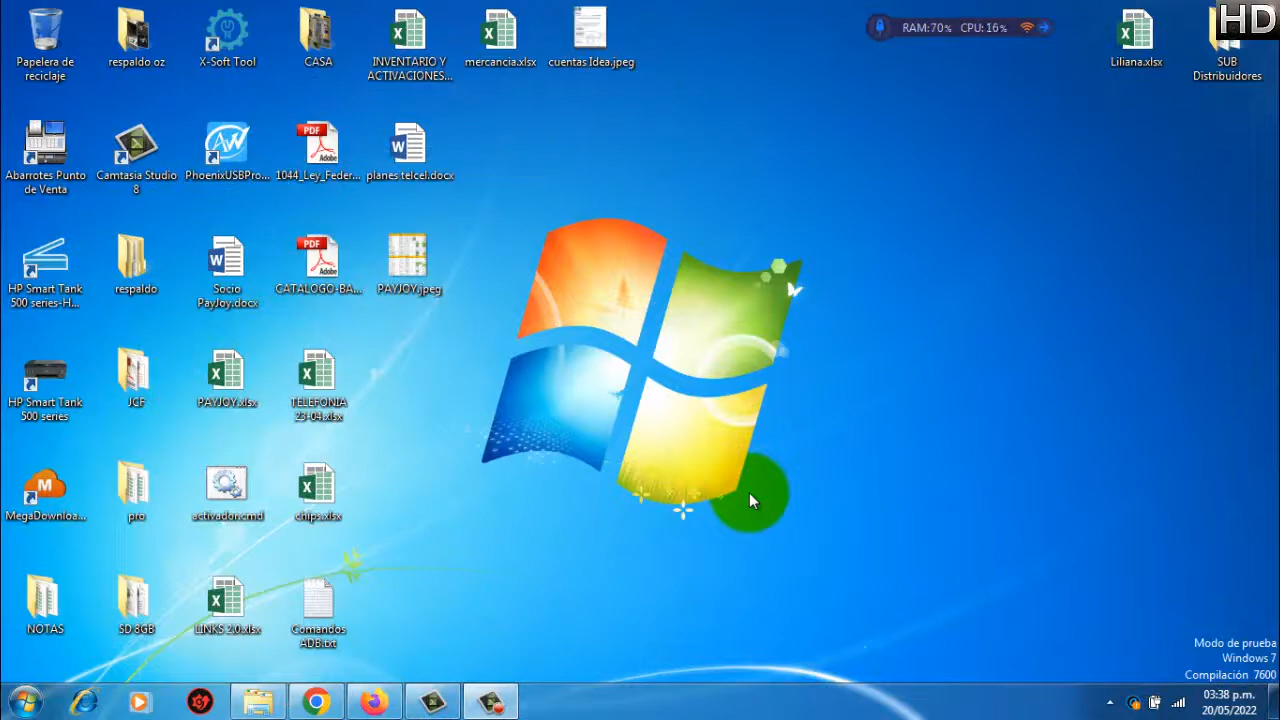 HD
RAM:70% CPU: 16%
Papelera de
reciclaje
respaldo oz
X-Soft Tool
CASA
INVENTARIO Y
ACTIVACIONES...
mercancia.xlsx
cuentas Idea.jpeg
Liliana.xlsx
SUB
Distribuidores
Abarrotes Punto
de Venta
Camtasia Studio
8
PhoenixUSBPro...
1044_Ley_Feder...
planes telcel.docx
HP Smart Tank
500 series-H...
respaldo
Socio
PayJoy.docx
CATALOGO-BA...
PAYJOY.jpeg
HP Smart Tank
500 series
JCF
PAYJOY.xlsx
TELEFONIA
23-04.xlsx
MegaDownloa...
pro
activador.cmd
chips.xlsx
NOTAS
SD 8GB
LINKS 2.0.xlsx
Comandos
ADB.txt
Modo de prueba
Windows 7
Compilación 7600
03:38 p.m.
20/05/2022